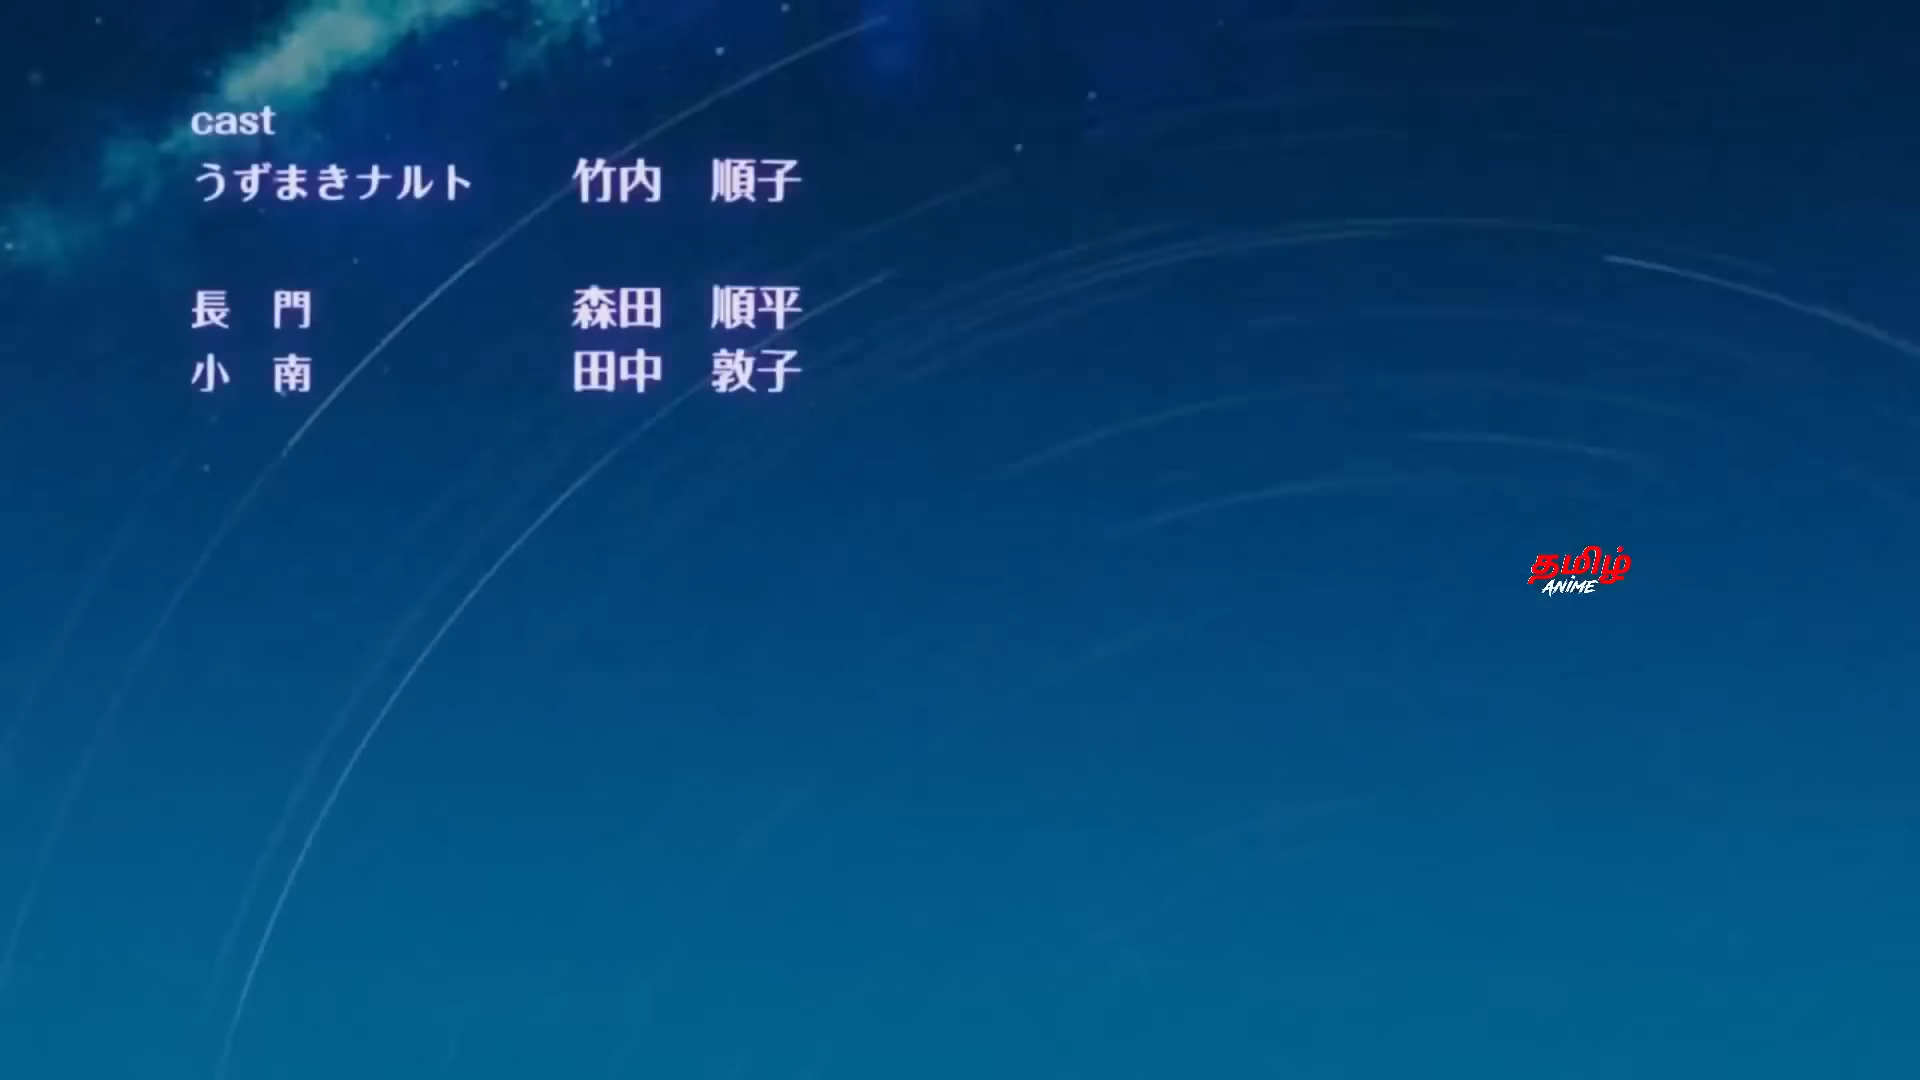 cast
うずまきナルト　竹内　順子
長　門　森田　順平
小　南　田中　敦子
தமிழ்
ANIME